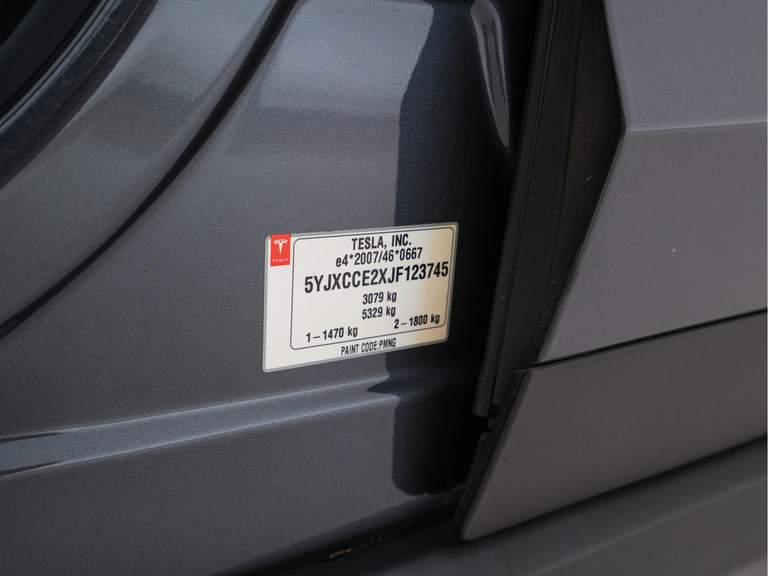 TESLA
TESLA, INC.
e4*2007/46*0667
5YJXCCE2XJF123745
3079 kg
5329 kg
1-1470 kg 2-1800 kg
PAINT CODE:PMNG